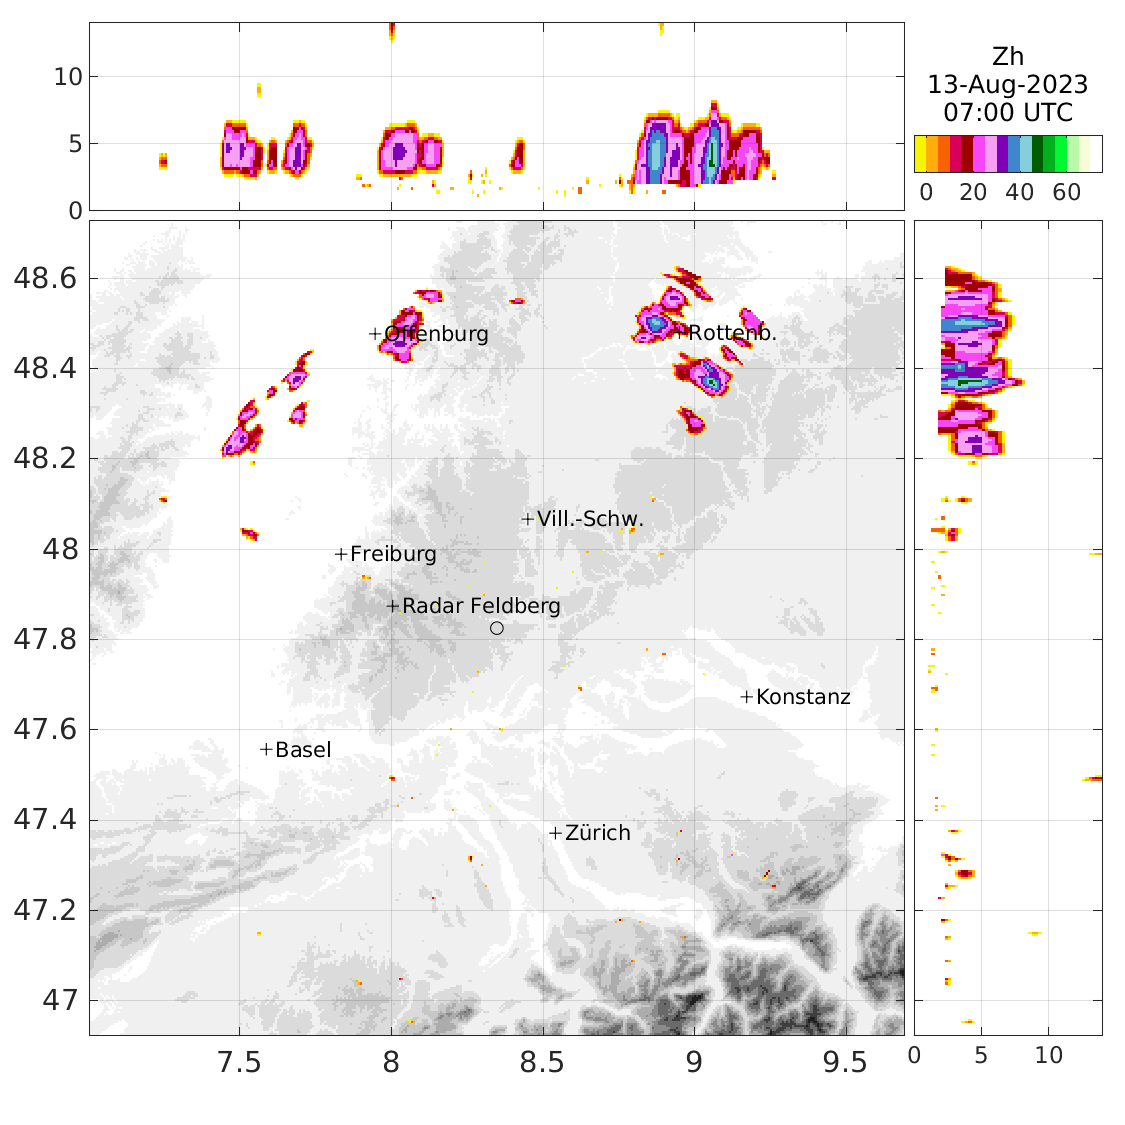 Zh
13-Aug-2023
07:00 UTC
0 20 40 60
10
5
0
48.6
48.4
48.2
48
47.8
47.6
47.4
47.2
47
Offenburg
Rottenb.
Vill.-Schw.
Freiburg
Radar Feldberg
Konstanz
Basel
Zürich
7.5 8 8.5 9 9.5
0 5 10